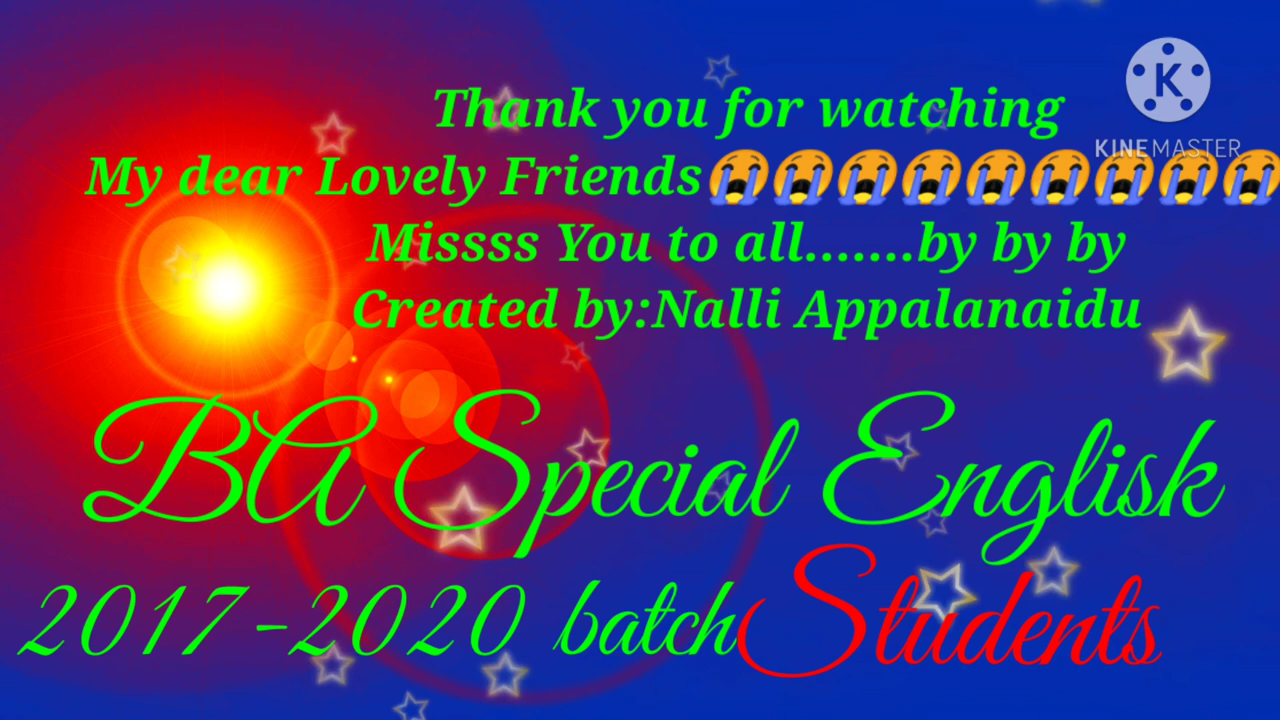 Thank you for watching
My dear Lovely Friends😭😭😭😭😭😭😭😭😭
Missss You to all.......by by by
Created by:Nalli Appalanaidu
BA Special Englisk
2017-2020 batch Students
K
KINEMASTER